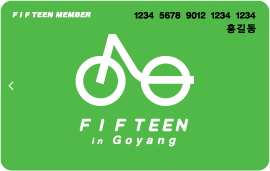 FIFTEEN MEMBER
1234 5678 9012 1234 1234
홍길동
FIFTEEN
in Goyang